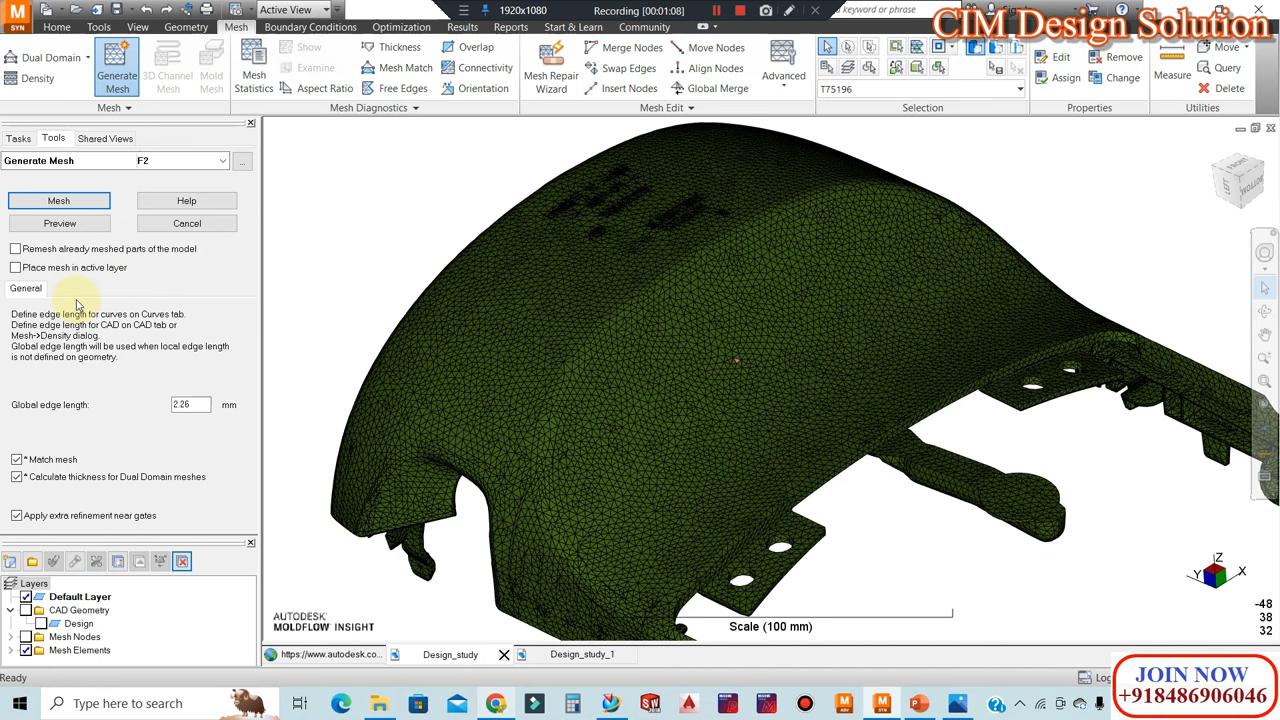 SYN
Active View
1920x1080
Recording [00:01:08]
keyword or phrase
CIM Design Solution
Home Tools View Geometry Mesh Boundary Conditions Optimization Results Reports Start & Learn Community
Dual Domain
Density
Generate
Mesh
3D Channel
Mesh
Mold
Mesh
Mesh
Mesh
Statistics
Show
Examine
Aspect Ratio
Thickness
Mesh Match
Free Edges
Overlap
Connectivity
Orientation
Mesh Diagnostics
Mesh Repair
Wizard
Merge Nodes
Swap Edges
Insert Nodes
Move Nodes
Align Nodes
Global Merge
Advanced
Mesh Edit
T75196
Selection
Edit
Assign
Remove
Change
Properties
Measure
Move
Query
Delete
Utilities
Tasks Tools Shared Views
Generate Mesh F2
...
Mesh Help
Preview Cancel
Remesh already meshed parts of the model
Place mesh in active layer
General
Define edge length for curves on Curves tab.
Define edge length for CAD on CAD tab or
Mesh->Density dialog.
Global edge length will be used when local edge length
is not defined on geometry.
Global edge length: 2.26 mm
* Match mesh
* Calculate thickness for Dual Domain meshes
Apply extra refinement near gates
Layers
Default Layer
CAD Geometry
Design
Mesh Nodes
Mesh Elements
FRONT
BOTTOM
Z
Y
X
-48
38
32
AUTODESK
MOLDFLOW INSIGHT
Scale (100 mm)
https://www.autodesk.co...
Design_study
Design_study_1
Ready
Log
JOIN NOW
+918486906046
Type here to search